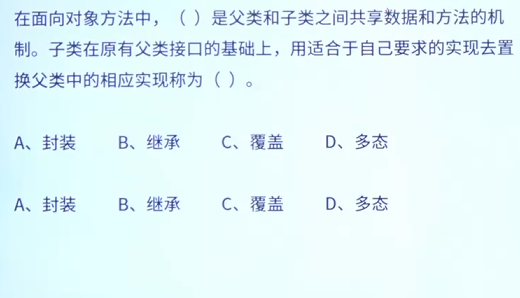 在面向对象方法中，（ ）是父类和子类之间共享数据和方法的机
制。子类在原有父类接口的基础上，用适合于自己要求的实现去置
换父类中的相应实现称为（ ）。
A、封装 B、继承 C、覆盖 D、多态
A、封装 B、继承 C、覆盖 D、多态